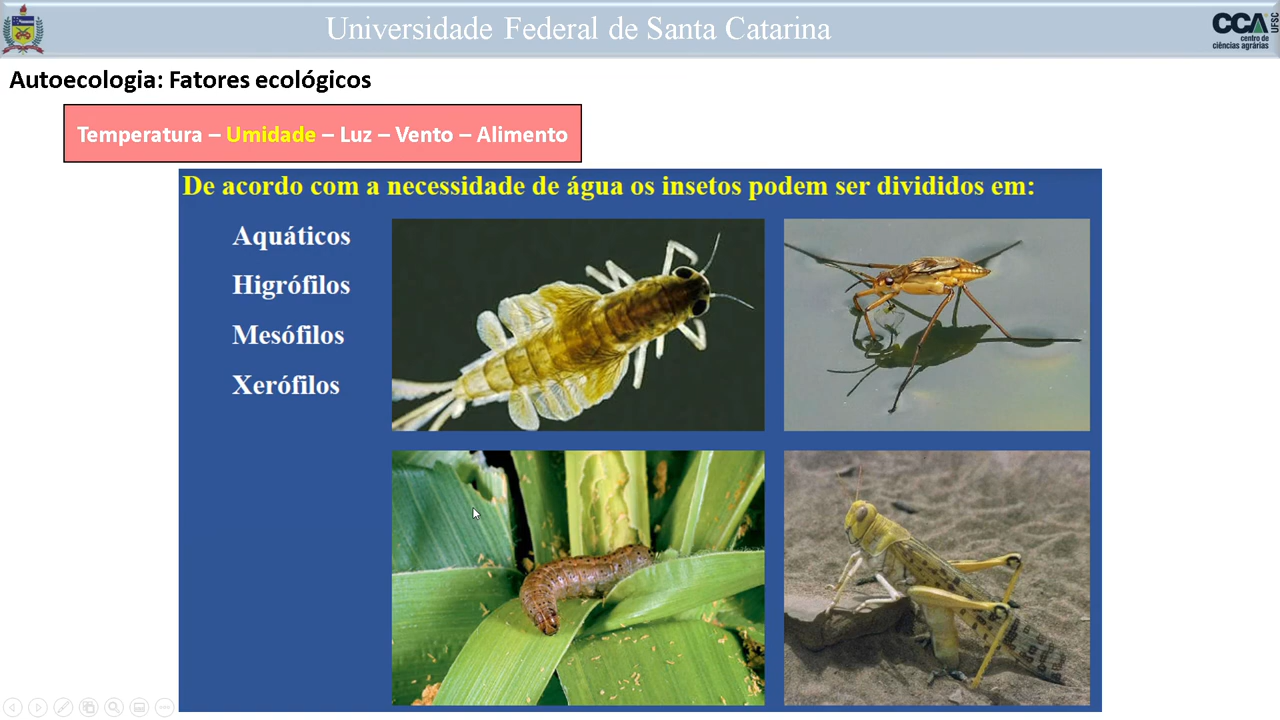 Universidade Federal de Santa Catarina
CCA
UFSC
centro de
ciências agrárias
Autoecologia: Fatores ecológicos
Temperatura – Umidade – Luz – Vento – Alimento
De acordo com a necessidade de água os insetos podem ser divididos em:
Aquáticos
Higrófilos
Mesófilos
Xerófilos